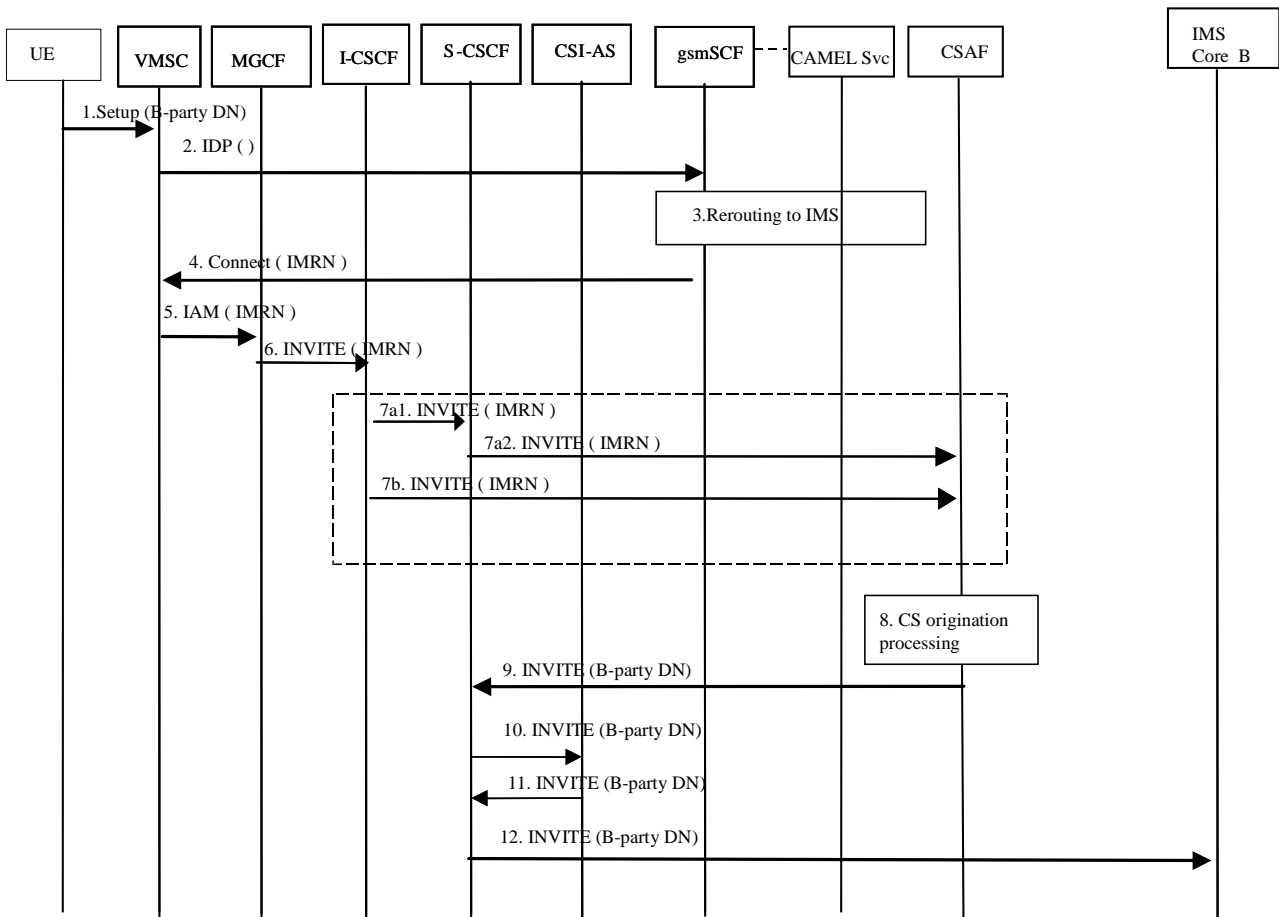 UE
VMSC
MGCF
I-CSCF
S-CSCF
CSI-AS
gsmSCF
CAMEL Svc
CSAF
IMS
Core B
1.Setup (B-party DN)
2. IDP ( )
3.Rerouting to IMS
4. Connect ( IMRN )
5. IAM ( IMRN )
6. INVITE ( IMRN )
7a1. INVITE ( IMRN )
7a2. INVITE ( IMRN )
7b. INVITE ( IMRN )
8. CS origination
processing
9. INVITE (B-party DN)
10. INVITE (B-party DN)
11. INVITE (B-party DN)
12. INVITE (B-party DN)